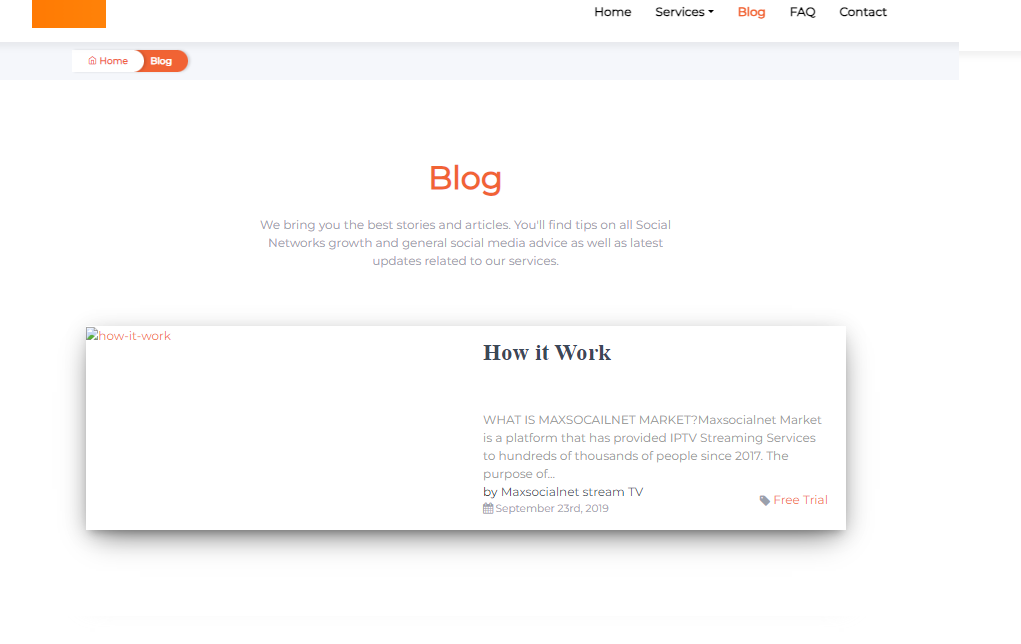 Home Services Blog FAQ Contact
Home Blog
Blog
We bring you the best stories and articles. You'll find tips on all Social
Networks growth and general social media advice as well as latest
updates related to our services.
how-it-work
How it Work
WHAT IS MAXSOCAILNET MARKET?Maxsocialnet Market
is a platform that has provided IPTV Streaming Services
to hundreds of thousands of people since 2017. The
purpose of...
by Maxsocialnet stream TV
Free Trial
September 23rd, 2019